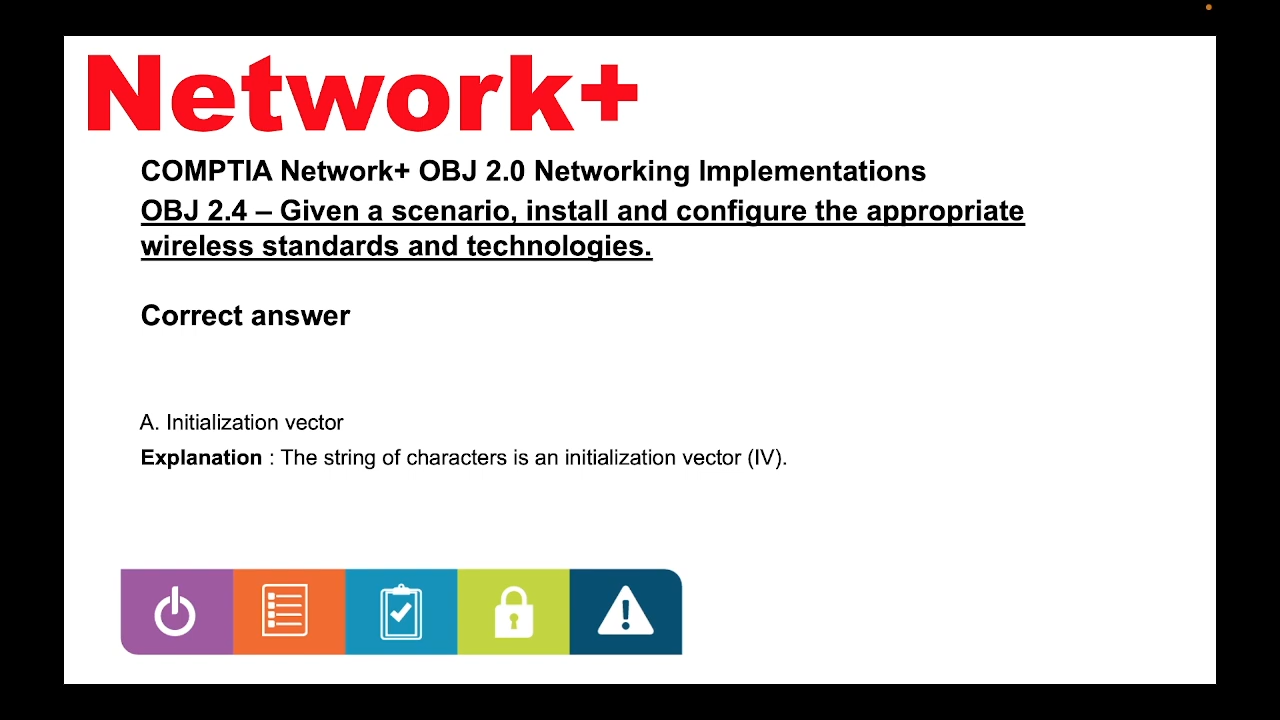 Network+
COMPTIA Network+ OBJ 2.0 Networking Implementations
OBJ 2.4 – Given a scenario, install and configure the appropriate
wireless standards and technologies.
Correct answer
A. Initialization vector
Explanation : The string of characters is an initialization vector (IV).